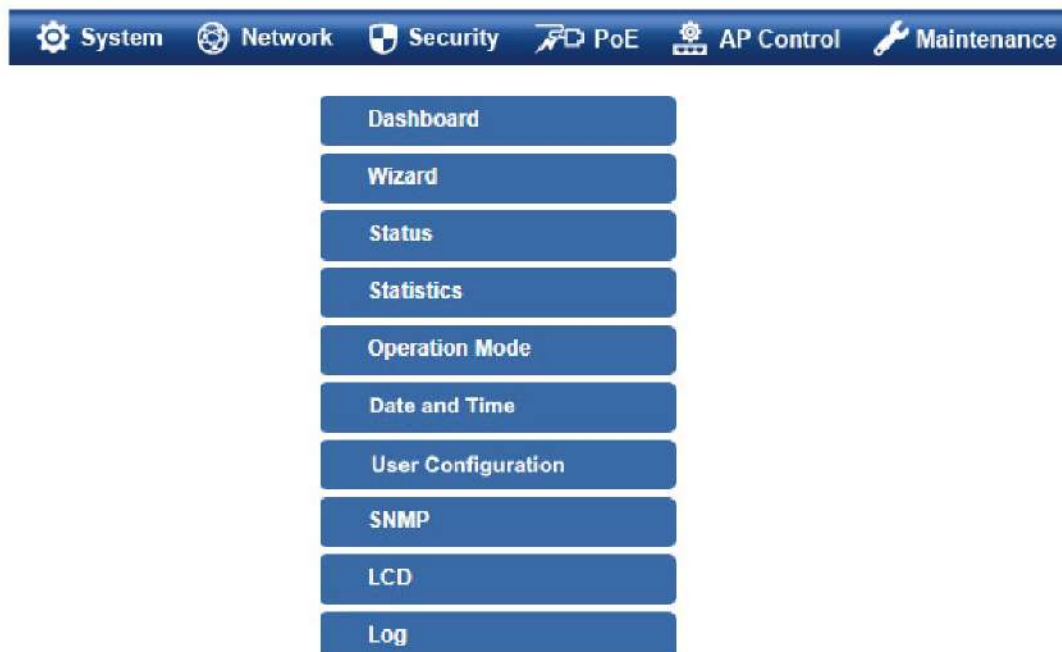 System Network Security PoE AP Control Maintenance
Dashboard
Wizard
Status
Statistics
Operation Mode
Date and Time
User Configuration
SNMP
LCD
Log